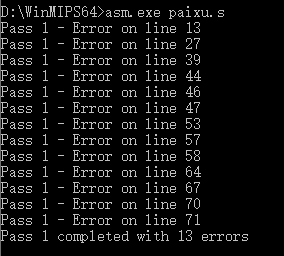 D:\WinMIPS64>asm.exe paixu.s
Pass 1 - Error on line 13
Pass 1 - Error on line 27
Pass 1 - Error on line 39
Pass 1 - Error on line 44
Pass 1 - Error on line 46
Pass 1 - Error on line 47
Pass 1 - Error on line 53
Pass 1 - Error on line 57
Pass 1 - Error on line 58
Pass 1 - Error on line 64
Pass 1 - Error on line 67
Pass 1 - Error on line 70
Pass 1 - Error on line 71
Pass 1 completed with 13 errors